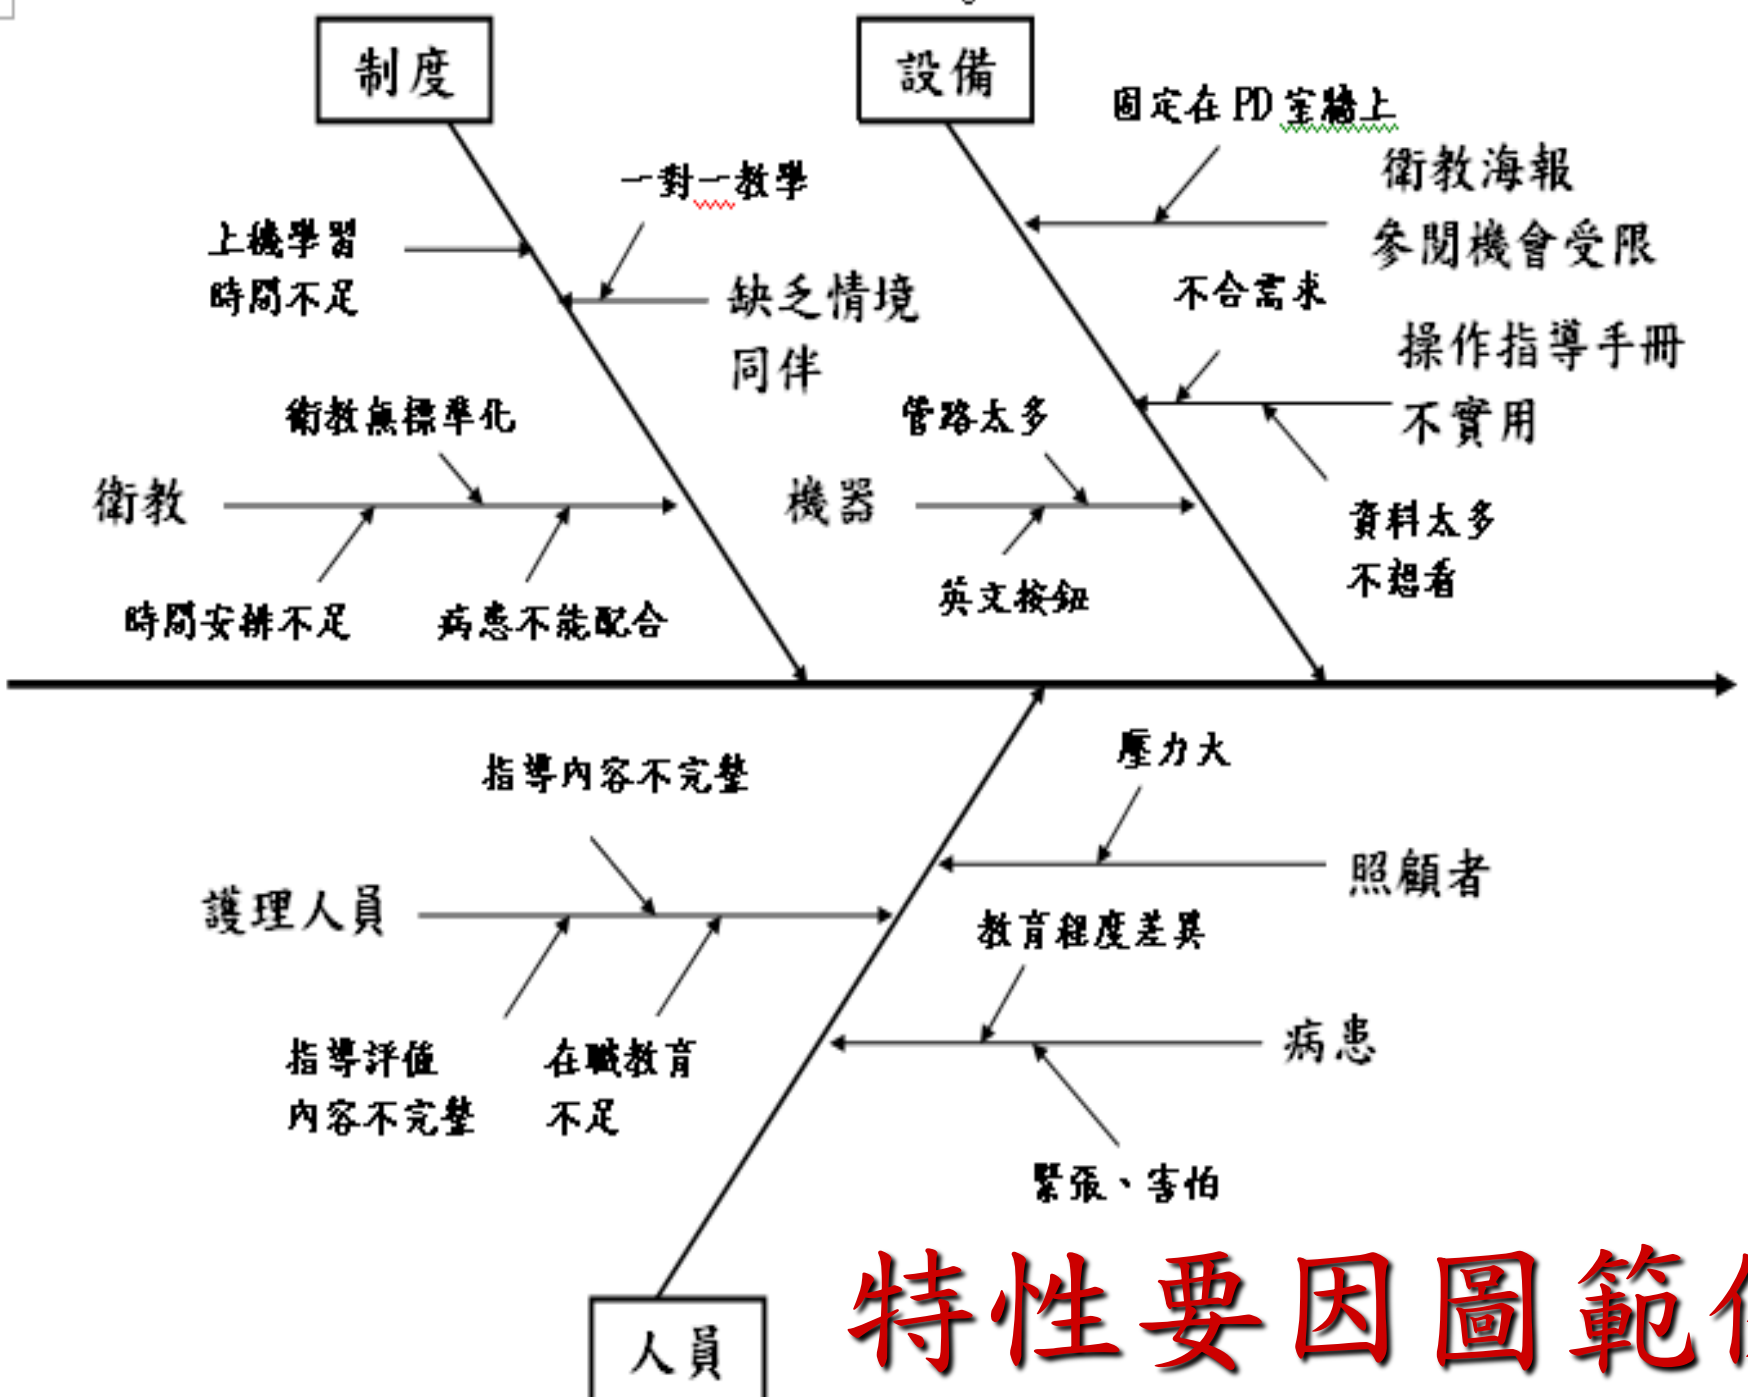 制度
設備
固定在PD室牆上
一對一教學
衛教海報
參閱機會受限
上機學習
時間不足
缺乏情境
同伴
不合需求
操作指導手冊
不實用
衛教無標準化
管路太多
衛教
機器
資料太多
不想看
英文按鈕
時間安排不足
病患不能配合
指導內容不完整
壓力大
照顧者
護理人員
教育程度差異
病患
指導評值
內容不完整
在職教育
不足
緊張、害怕
人員
特性要因圖範